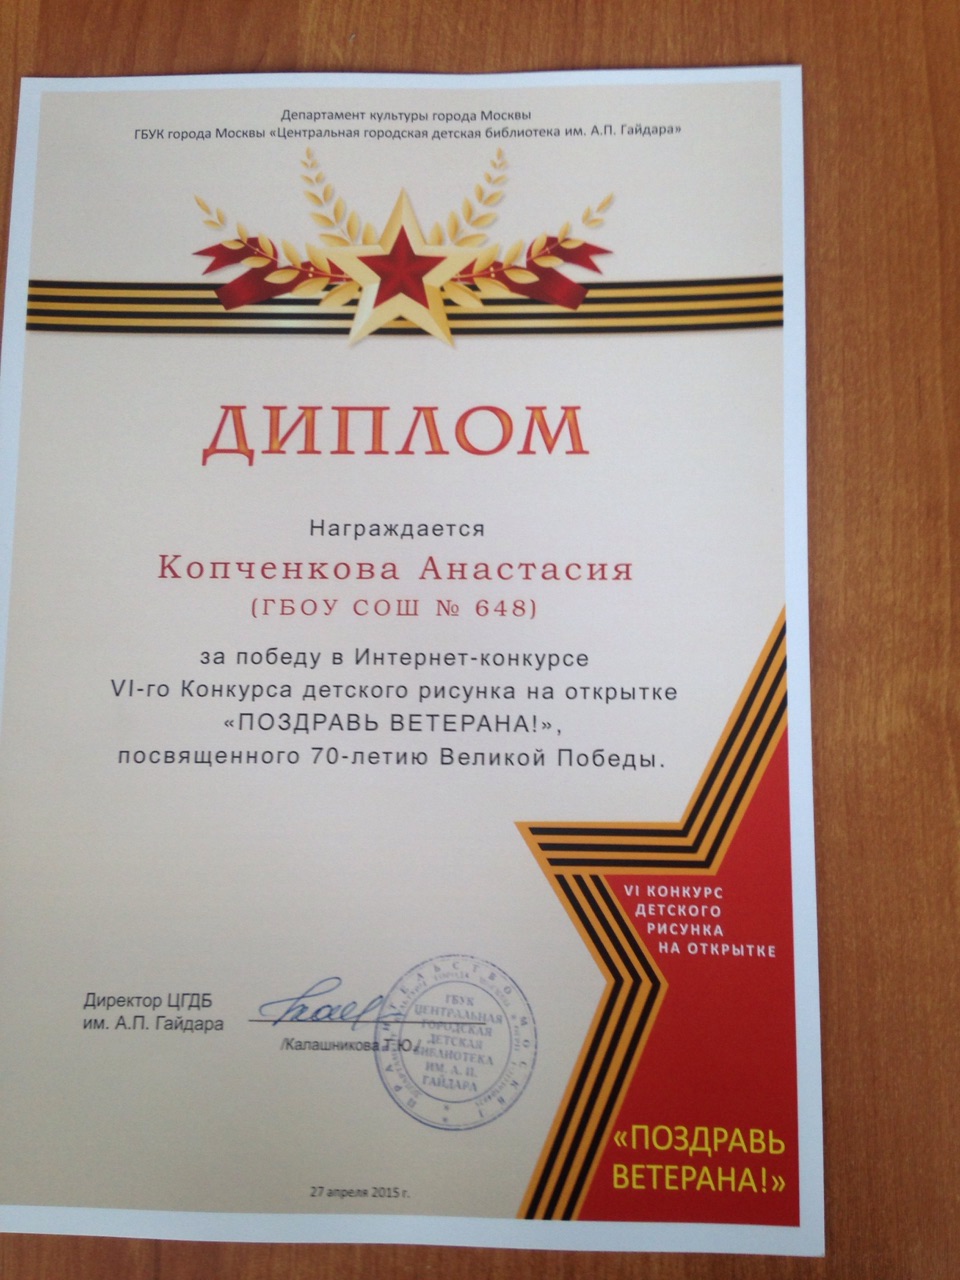 Департамент культуры города Москвы
ГБУК города Москвы «Центральная городская детская библиотека им. А.П. Гайдара»
ДИПЛОМ
Награждается
Копченкова Анастасия
(ГБОУ СОШ № 648)
за победу в Интернет-конкурсе
VI-го Конкурса детского рисунка на открытке
«ПОЗДРАВЬ ВЕТЕРАНА!»,
посвященного 70-летию Великой Победы.
VI КОНКУРС
ДЕТСКОГО
РИСУНКА
НА ОТКРЫТКЕ
Директор ЦГДБ
им. А.П. Гайдара
/Калашникова Т.Ю./
ПРАВИТЕЛЬСТВО МОСКВЫ
ГБУК
ЦЕНТРАЛЬНАЯ
ГОРОДСКАЯ
ДЕТСКАЯ
БИБЛИОТЕКА
ИМ. А. П.
ГАЙДАРА
«ПОЗДРАВЬ
ВЕТЕРАНА!»
27 апреля 2015 г.